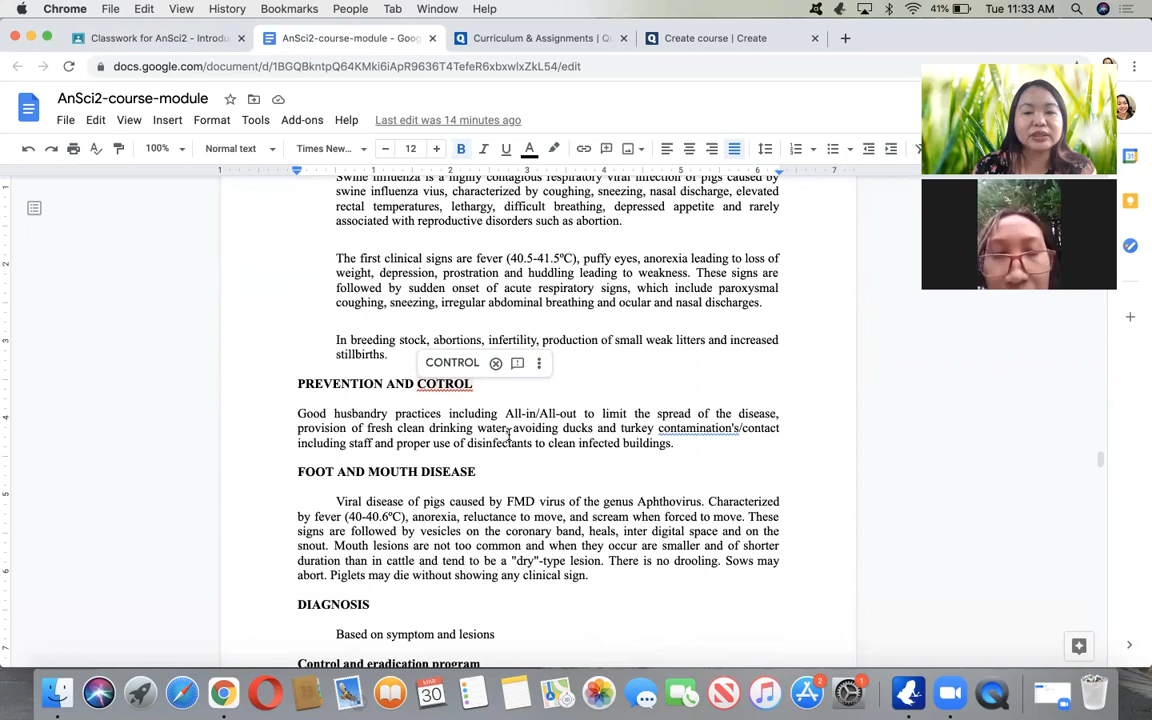 Chrome File Edit View History Bookmarks People Tab Window Help 41% Tue 11:33 AM
Classwork for AnSci2 - Introdu AnSci2-course-module - Goog Curriculum & Assignments | Qu Create course | Create
docs.google.com/document/d/1BGQBkntpQ64KMki6iApR9636T4TefeR6xbxwlxZkL54/edit
AnSci2-course-module
File Edit View Insert Format Tools Add-ons Help Last edit was 14 minutes ago
100% Normal text Times New... 12 B I U A
1 1 2 3 4 5 6 7
Swine influenza is a highly contagious respiratory viral infection of pigs caused by
swine influenza vius, characterized by coughing, sneezing, nasal discharge, elevated
rectal temperatures, lethargy, difficult breathing, depressed appetite and rarely
associated with reproductive disorders such as abortion.
The first clinical signs are fever (40.5-41.5ºC), puffy eyes, anorexia leading to loss of
weight, depression, prostration and huddling leading to weakness. These signs are
followed by sudden onset of acute respiratory signs, which include paroxysmal
coughing, sneezing, irregular abdominal breathing and ocular and nasal discharges.
In breeding stock, abortions, infertility, production of small weak litters and increased
stillbirths.
CONTROL
PREVENTION AND COTROL
Good husbandry practices including All-in/All-out to limit the spread of the disease,
provision of fresh clean drinking water, avoiding ducks and turkey contamination's/contact
including staff and proper use of disinfectants to clean infected buildings.
FOOT AND MOUTH DISEASE
Viral disease of pigs caused by FMD virus of the genus Aphthovirus. Characterized
by fever (40-40.6ºC), anorexia, reluctance to move, and scream when forced to move. These
signs are followed by vesicles on the coronary band, heals, inter digital space and on the
snout. Mouth lesions are not too common and when they occur are smaller and of shorter
duration than in cattle and tend to be a "dry"-type lesion. There is no drooling. Sows may
abort. Piglets may die without showing any clinical sign.
DIAGNOSIS
Based on symptom and lesions
Control and eradication program
MAR
30
2
1